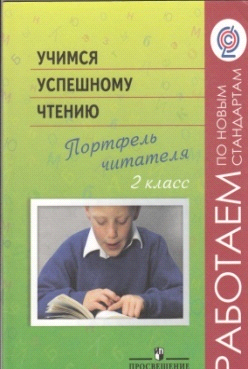 УЧИМСЯ
УСПЕШНОМУ
ЧТЕНИЮ
Портфель
читателя
2 класс
РАБОТАЕМ
ПО НОВЫМ
СТАНДАРТАМ
ПРОСВЕЩЕНИЕ